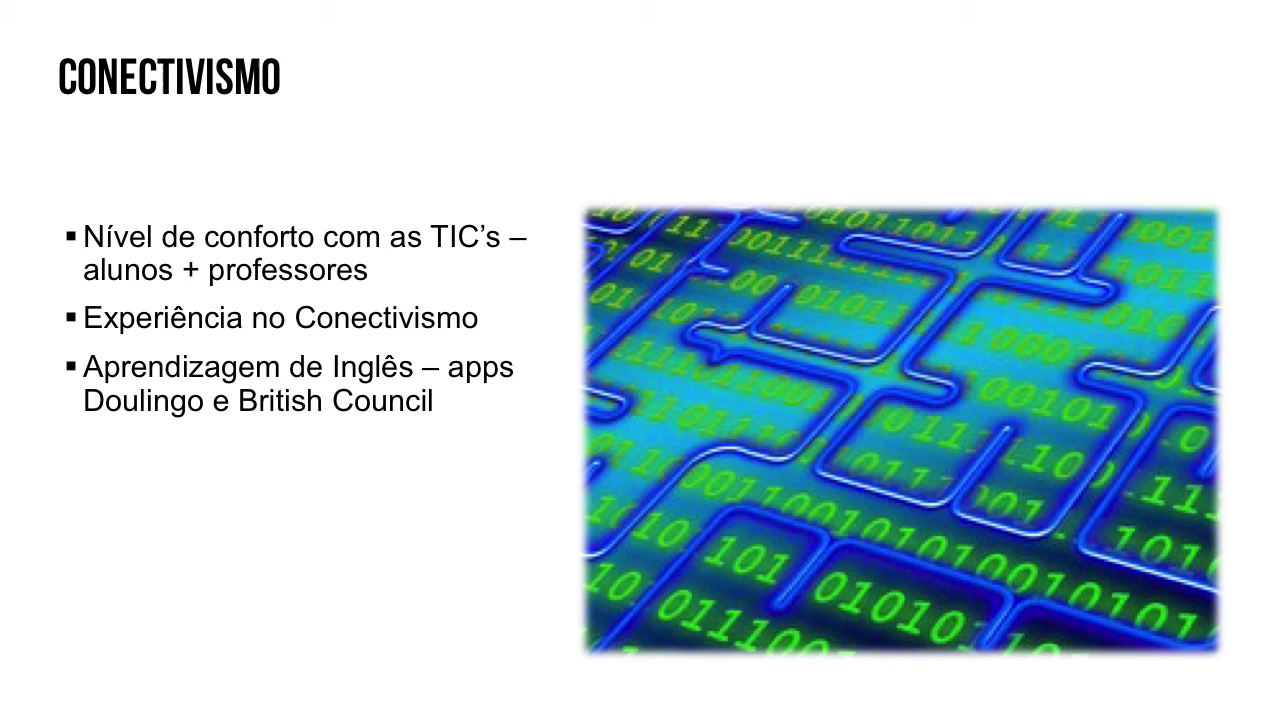 CONECTIVISMO
▪ Nível de conforto com as TIC’s –
alunos + professores
▪ Experiência no Conectivismo
▪ Aprendizagem de Inglês – apps
Doulingo e British Council